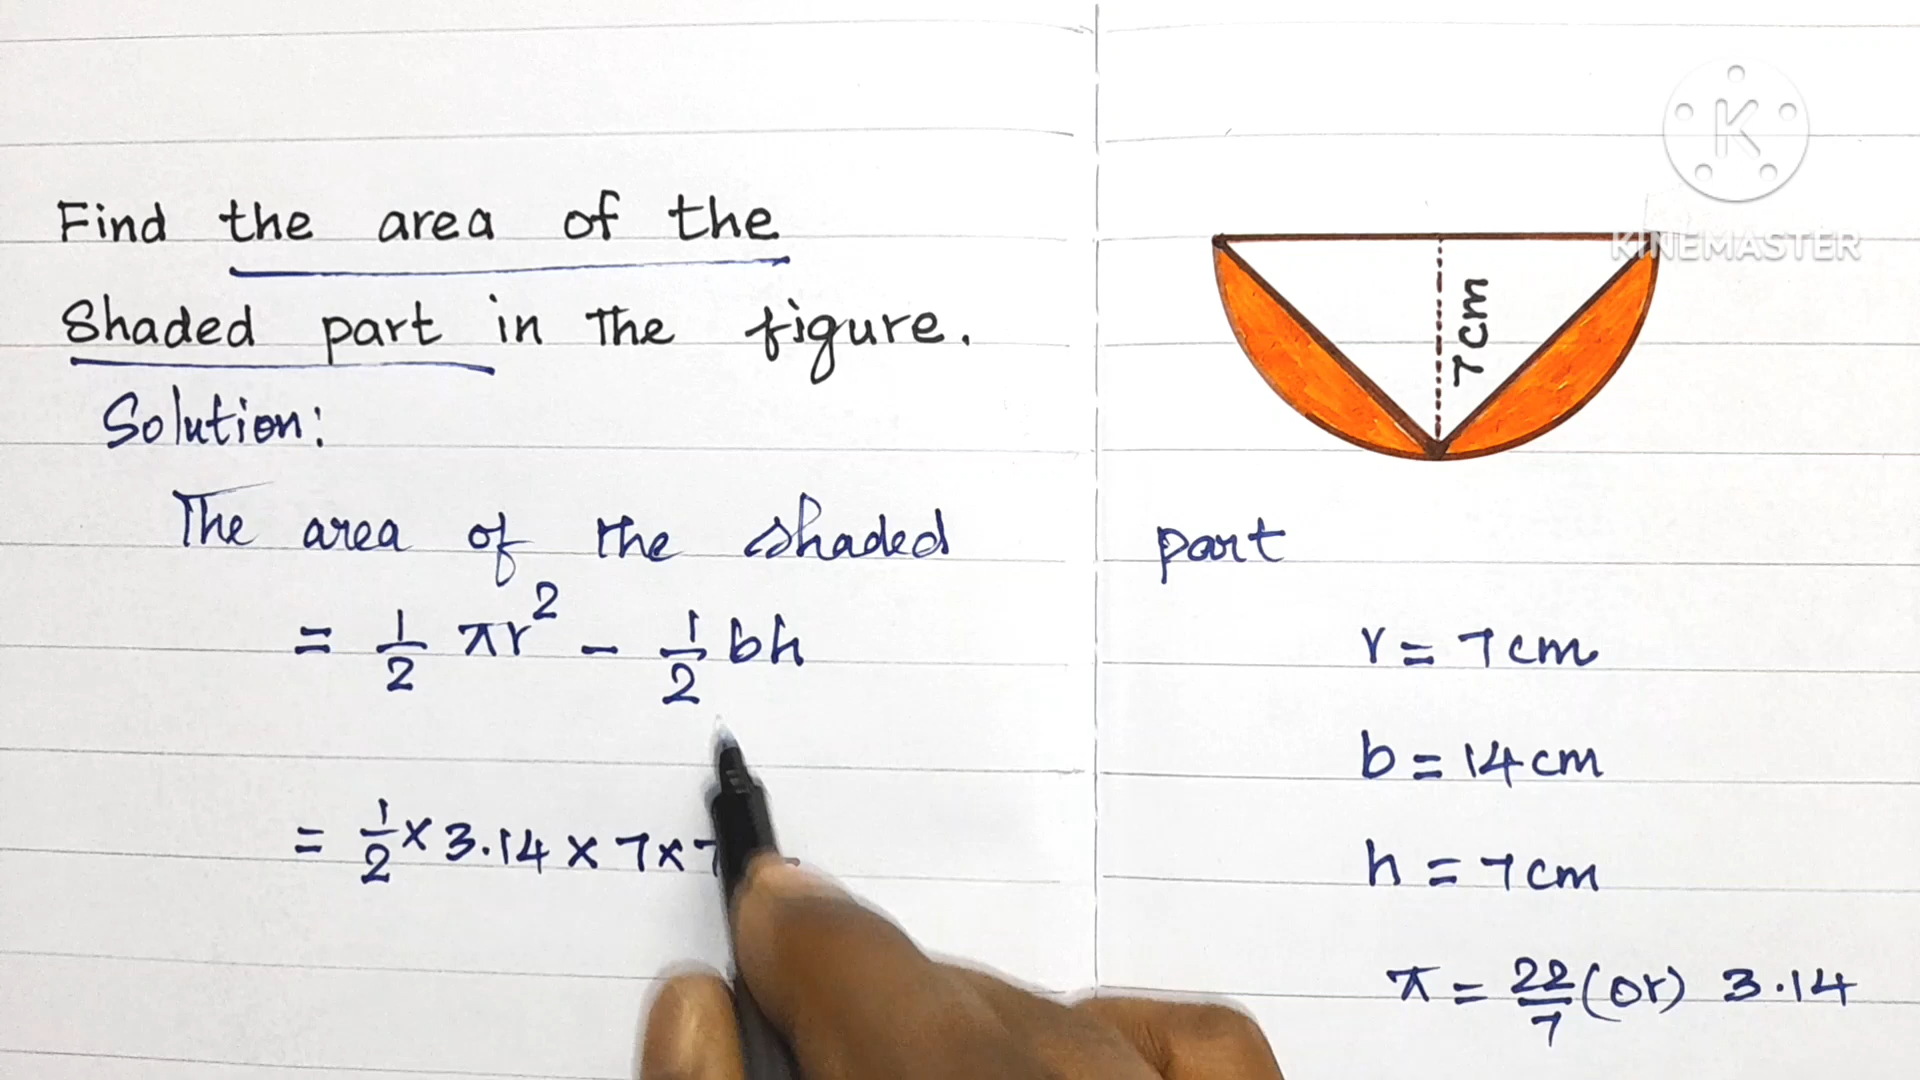 Find the area of the
Shaded part in the figure.
Solution:
The area of the shaded part
= 1/2 πr² - 1/2 bh
= 1/2 × 3.14 × 7 × 7
7cm
r = 7cm
b = 14cm
h = 7cm
π = 22/7 (or) 3.14
K
KINEMASTER